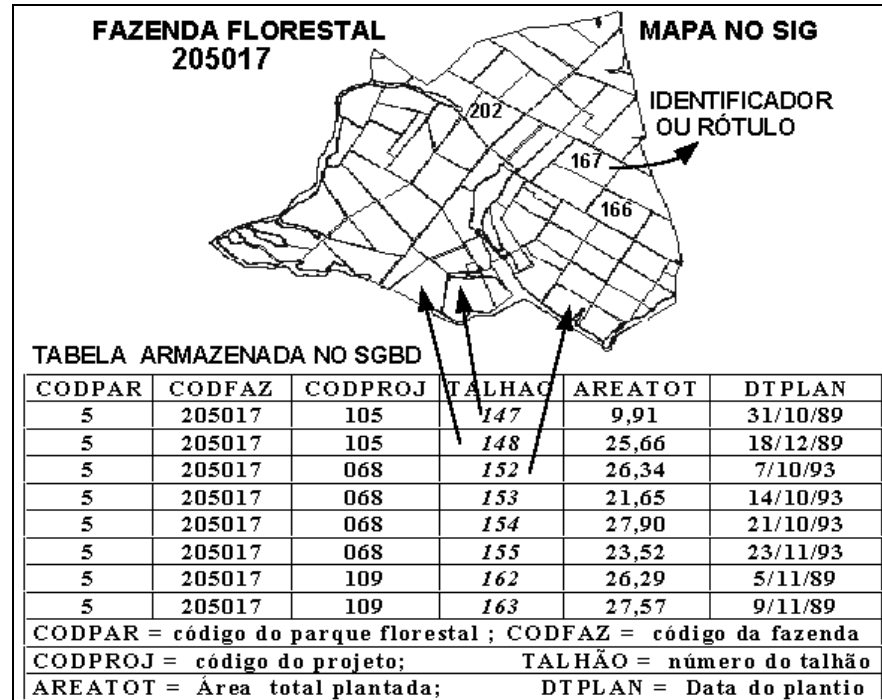 FAZENDA FLORESTAL
205017
MAPA NO SIG
IDENTIFICADOR
OU RÓTULO
202
167
166
TABELA ARMAZENADA NO SGBD
CODPAR CODFAZ CODPROJ TALHAO AREATOT DTPLAN
5 205017 105 147 9,91 31/10/89
5 205017 105 148 25,66 18/12/89
5 205017 068 152 26,34 7/10/93
5 205017 068 153 21,65 14/10/93
5 205017 068 154 27,90 21/10/93
5 205017 068 155 23,52 23/11/93
5 205017 109 162 26,29 5/11/89
5 205017 109 163 27,57 9/11/89
CODPAR = código do parque florestal ; CODFAZ = código da fazenda
CODPROJ = código do projeto; TALHÃO = número do talhão
AREATOT = Área total plantada; DTPLAN = Data do plantio